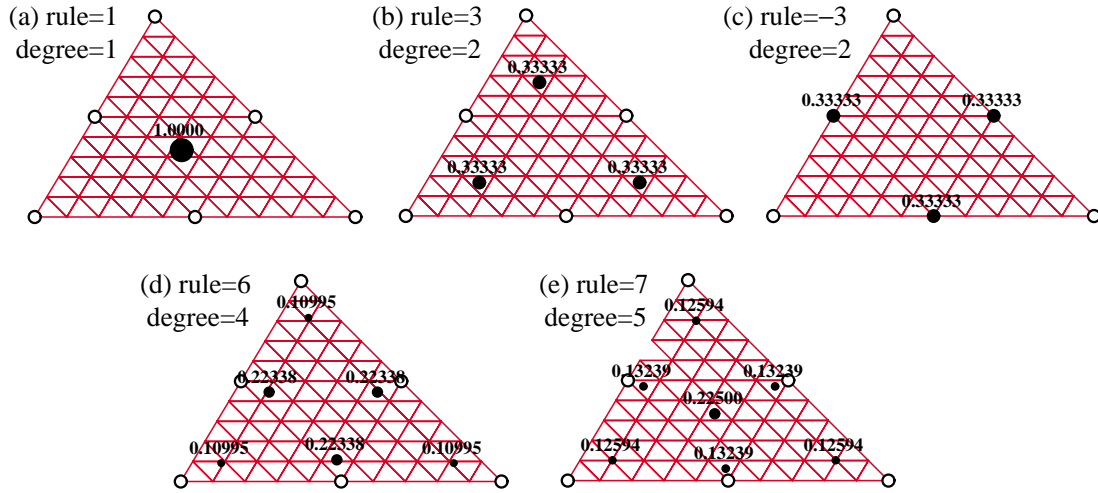 (a) rule=1
degree=1
1.0000
(b) rule=3
degree=2
0.33333
0.33333 0.33333
(c) rule=−3
degree=2
0.33333 0.33333
0.33333
(d) rule=6
degree=4
0.10995
0.22338 0.22338
0.10995 0.22338 0.10995
(e) rule=7
degree=5
0.12594
0.13239 0.13239
0.22500
0.12594 0.13239 0.12594